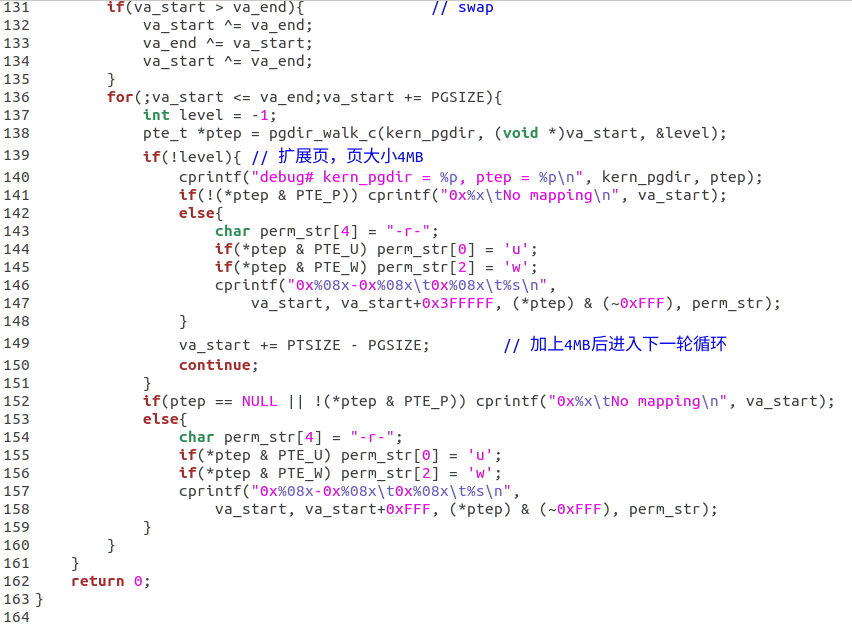 131         if(va_start > va_end){              // swap
132             va_start ^= va_end;
133             va_end ^= va_start;
134             va_start ^= va_end;
135         }
136         for(;va_start <= va_end;va_start += PGSIZE){
137             int level = -1;
138             pte_t *ptep = pgdir_walk_c(kern_pgdir, (void *)va_start, &level);
139             if(!level){ // 扩展页，页大小4MB
140                 cprintf("debug# kern_pgdir = %p, ptep = %p\n", kern_pgdir, ptep);
141                 if(!(*ptep & PTE_P)) cprintf("0x%x\tNo mapping\n", va_start);
142                 else{
143                     char perm_str[4] = "-r-";
144                     if(*ptep & PTE_U) perm_str[0] = 'u';
145                     if(*ptep & PTE_W) perm_str[2] = 'w';
146                     cprintf("0x%08x-0x%08x\t0x%08x\t%s\n",
147                         va_start, va_start+0x3FFFFF, (*ptep) & (~0xFFF), perm_str);
148                 }
149                 va_start += PTSIZE - PGSIZE;        // 加上4MB后进入下一轮循环
150                 continue;
151             }
152             if(ptep == NULL || !(*ptep & PTE_P)) cprintf("0x%x\tNo mapping\n", va_start);
153             else{
154                 char perm_str[4] = "-r-";
155                 if(*ptep & PTE_U) perm_str[0] = 'u';
156                 if(*ptep & PTE_W) perm_str[2] = 'w';
157                 cprintf("0x%08x-0x%08x\t0x%08x\t%s\n",
158                     va_start, va_start+0xFFF, (*ptep) & (~0xFFF), perm_str);
159             }
160         }
161     }
162     return 0;
163 }
164